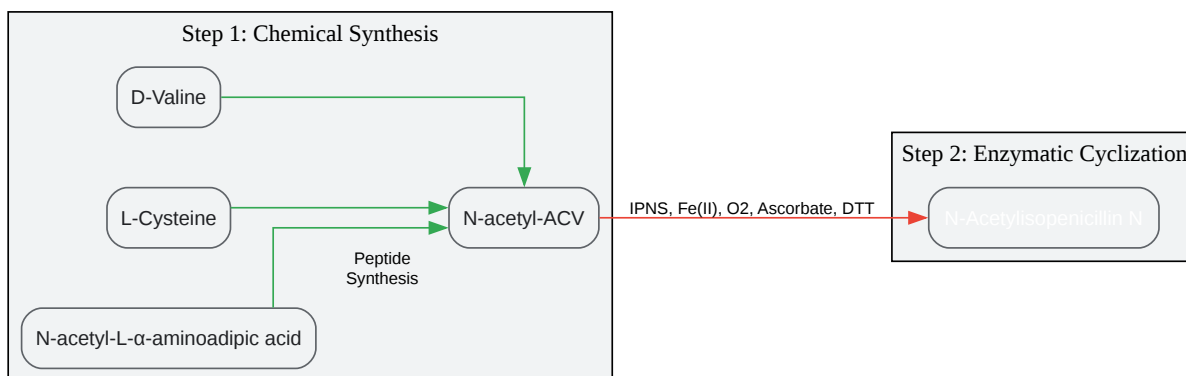 Step 1: Chemical Synthesis
D-Valine
L-Cysteine
N-acetyl-L-α-aminoadipic acid
Peptide
Synthesis
N-acetyl-ACV
IPNS, Fe(II), O2, Ascorbate, DTT
Step 2: Enzymatic Cyclization
N-Acetylisopenicillin N